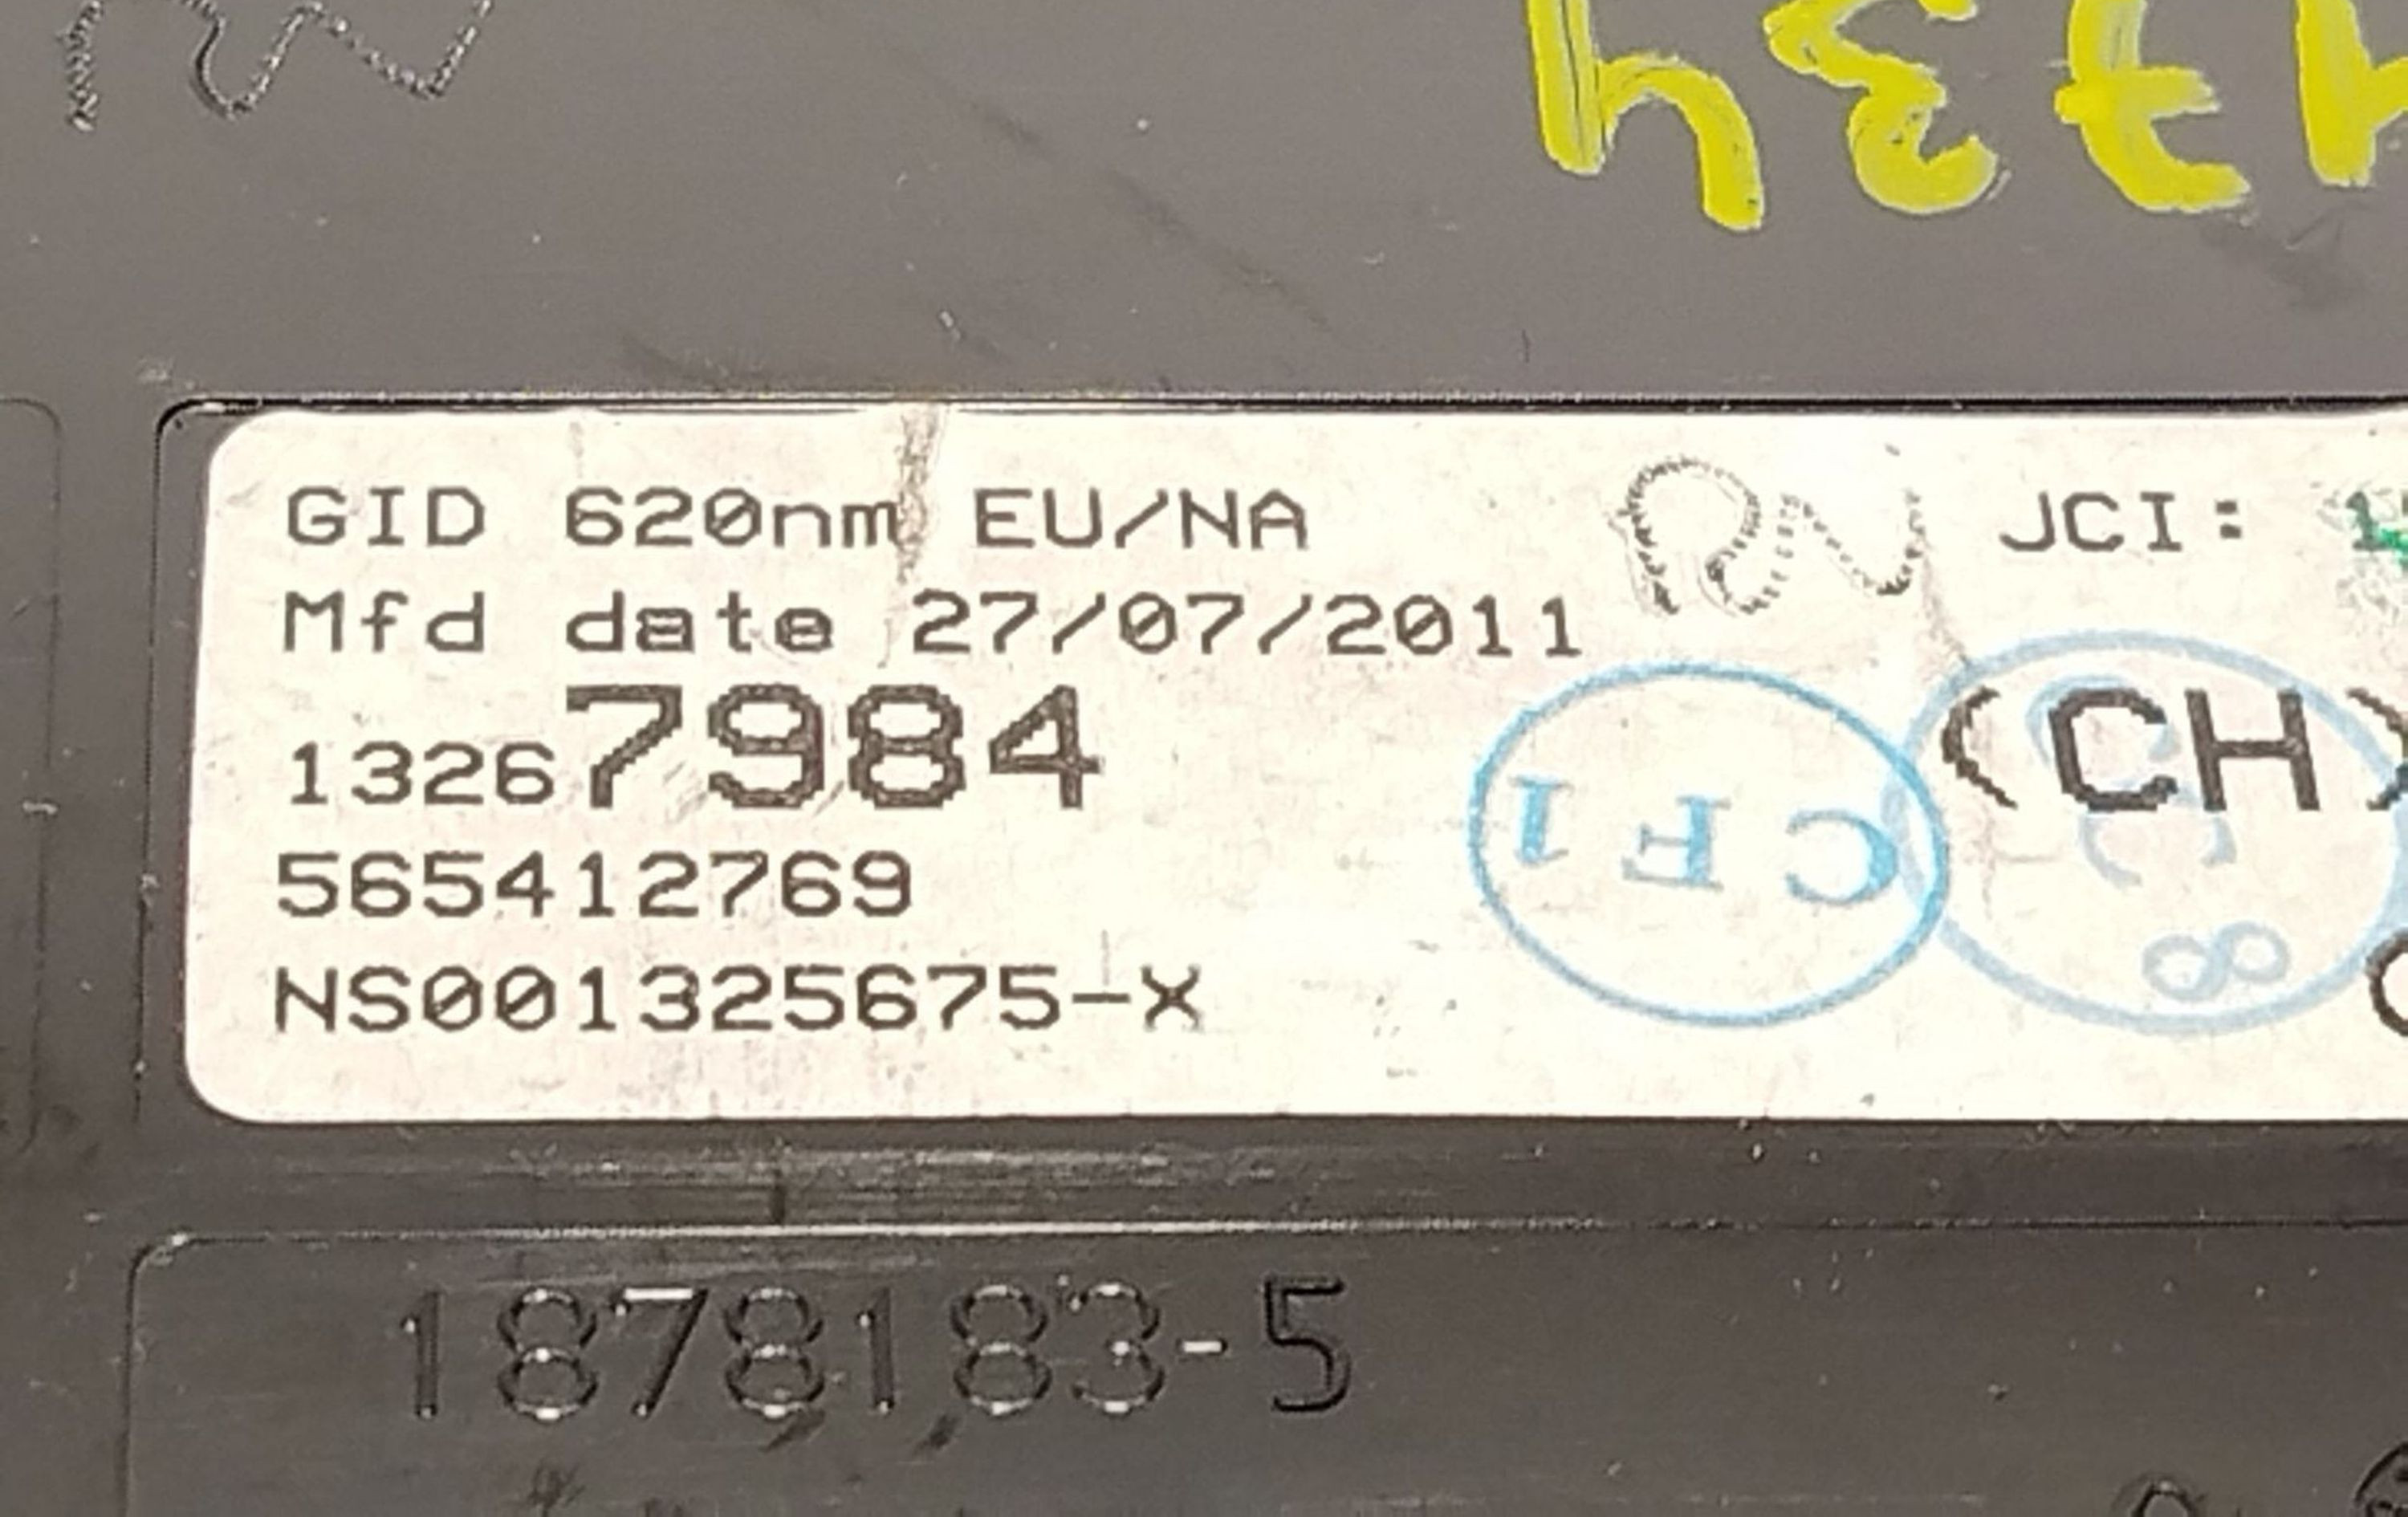 GID 620nm EU/NA
JCI:
Mfd date 27/07/2011
13267984
(CH)
CF1
565412769
NS001325675-X
1878183-5